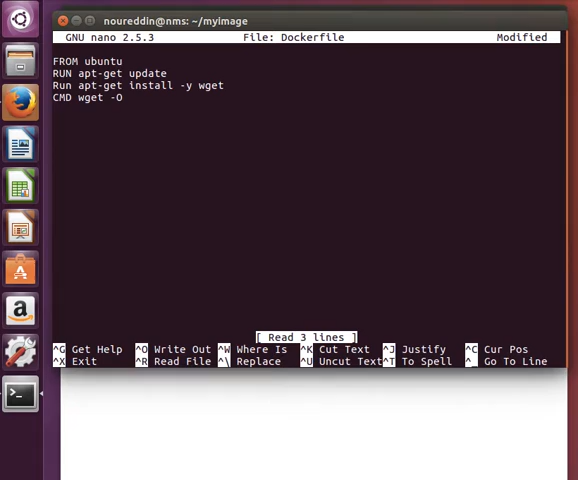 noureddin@nms: ~/myimage
GNU nano 2.5.3 File: Dockerfile Modified
FROM ubuntu
RUN apt-get update
Run apt-get install -y wget
CMD wget -O
[ Read 3 lines ]
^G Get Help ^O Write Out ^W Where Is ^K Cut Text ^J Justify ^C Cur Pos
^X Exit ^R Read File ^\ Replace ^U Uncut Text ^T To Spell ^_ Go To Line